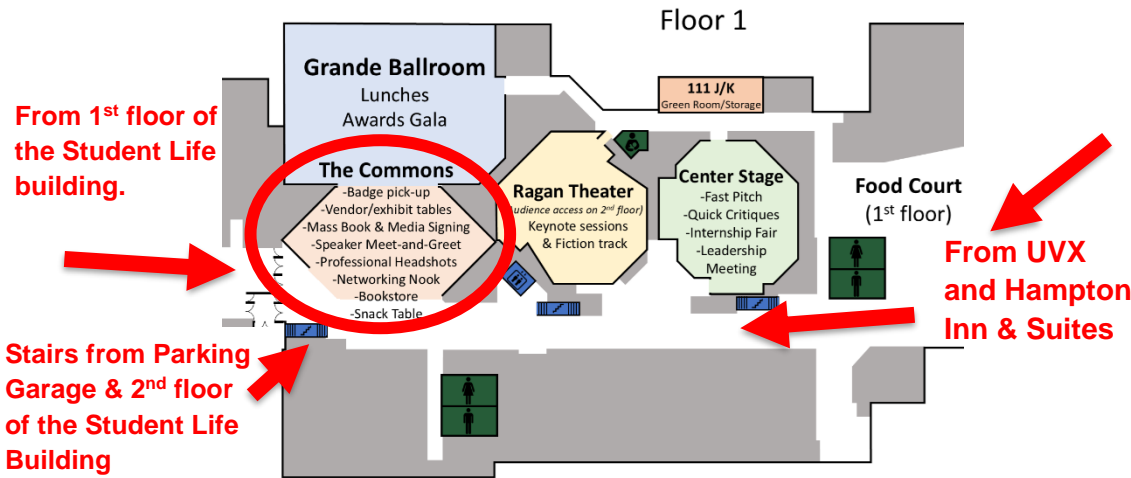 Floor 1
Grande Ballroom
Lunches
Awards Gala
111 J/K
Green Room/Storage
From 1st floor of
the Student Life
building.
The Commons
-Badge pick-up
-Vendor/exhibit tables
-Mass Book & Media Signing
-Speaker Meet-and-Greet
-Professional Headshots
-Networking Nook
-Bookstore
-Snack Table
Ragan Theater
audience access on 2nd floor)
Keynote sessions
& Fiction track
Center Stage
-Fast Pitch
-Quick Critiques
-Internship Fair
-Leadership
Meeting
Food Court
(1st floor)
From UVX
and Hampton
Inn & Suites
Stairs from Parking
Garage & 2nd floor
of the Student Life
Building